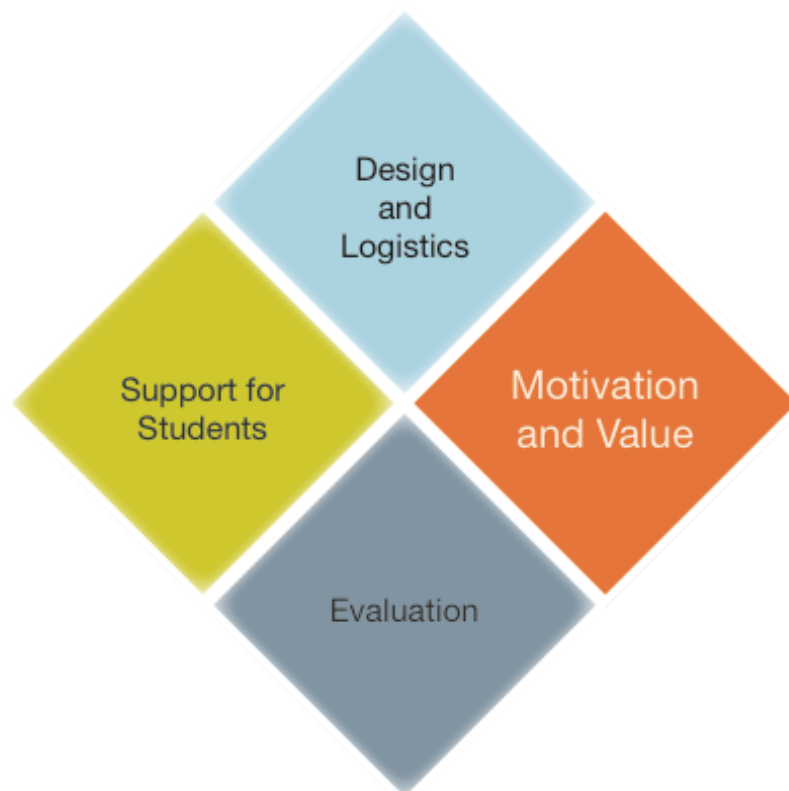 Design
and
Logistics
Support for
Students
Motivation
and Value
Evaluation